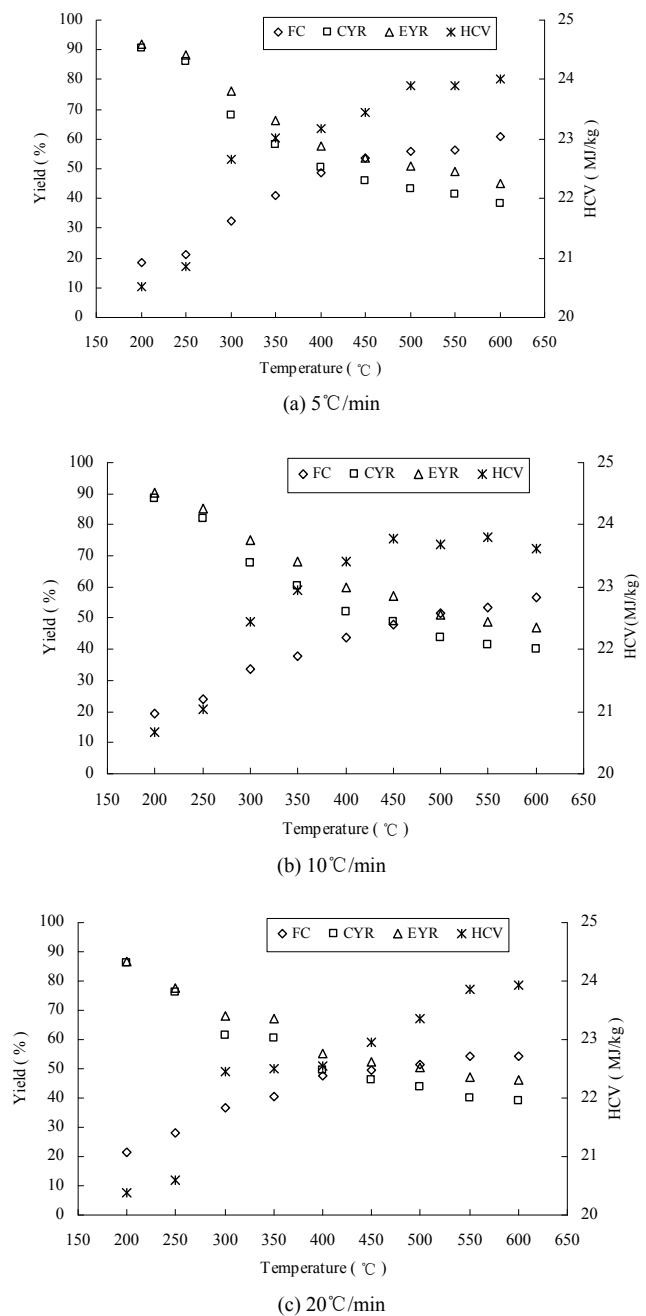 FC CYR EYR HCV
100
90
80
70
60
50
40
30
20
10
0
Yield ( % )
25
24
23
22
21
20
HCV ( MJ/kg )
150 200 250 300 350 400 450 500 550 600 650
Temperature ( ℃ )
(a) 5℃/min
FC CYR EYR HCV
100
90
80
70
60
50
40
30
20
10
0
Yield ( % )
25
24
23
22
21
20
HCV(MJ/kg)
150 200 250 300 350 400 450 500 550 600 650
Temperature ( ℃ )
(b) 10℃/min
FC CYR EYR HCV
100
90
80
70
60
50
40
30
20
10
0
Yield ( % )
25
24
23
22
21
20
HCV ( MJ/kg )
150 200 250 300 350 400 450 500 550 600 650
Temperature ( ℃ )
(c) 20℃/min